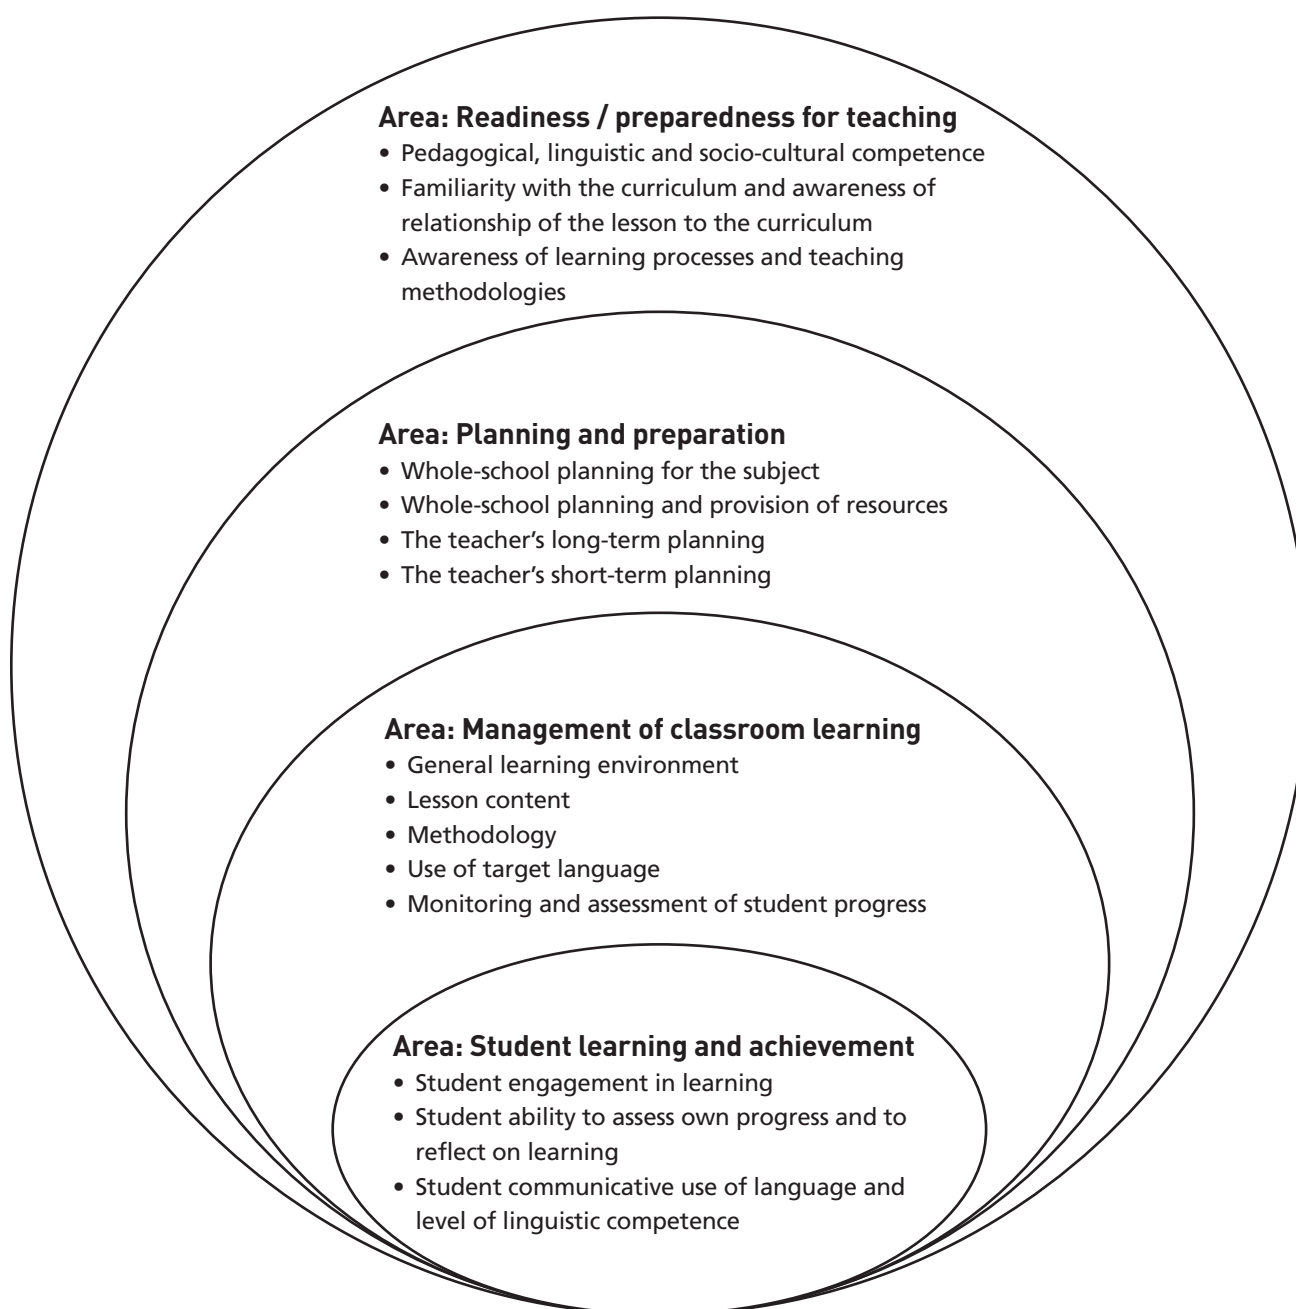 Area: Readiness / preparedness for teaching
• Pedagogical, linguistic and socio-cultural competence
• Familiarity with the curriculum and awareness of
relationship of the lesson to the curriculum
• Awareness of learning processes and teaching
methodologies
Area: Planning and preparation
• Whole-school planning for the subject
• Whole-school planning and provision of resources
• The teacher’s long-term planning
• The teacher’s short-term planning
Area: Management of classroom learning
• General learning environment
• Lesson content
• Methodology
• Use of target language
• Monitoring and assessment of student progress
Area: Student learning and achievement
• Student engagement in learning
• Student ability to assess own progress and to
reflect on learning
• Student communicative use of language and
level of linguistic competence